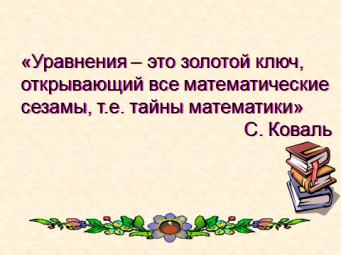 «Уравнения – это золотой ключ,
открывающий все математические
сезамы, т.е. тайны математики»
С. Коваль